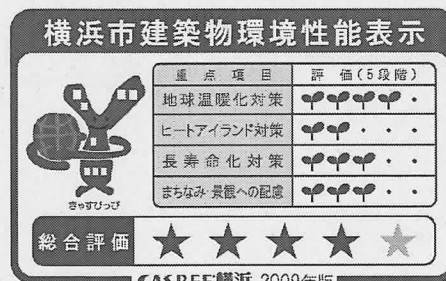 横浜市建築物環境性能表示
重点項目 評価(5段階)
地球温暖化対策
ヒートアイランド対策
長寿命化対策
まちなみ・景観への配慮
きゃすぴっぴ
総合評価 ★★★★★
CASBEE横浜 2009年版